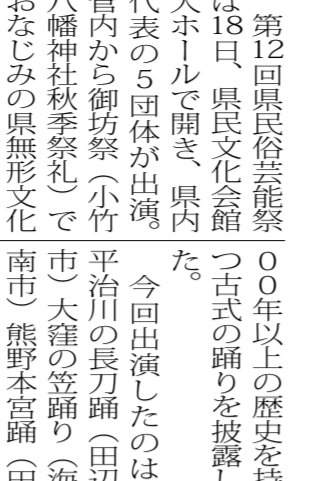 第12回県民俗芸能祭
は18日、県民文化会館
大ホールで開き、県内
代表の5団体が出演。
管内から御坊祭（小竹
八幡神社秋季祭礼）で
おなじみの県無形文化
００年以上の歴史を持
つ古式の踊りを披露し
た。
今回出演したのは
平治川の長刀踊（田辺
市）大窪の笠踊り（海
南市）熊野本宮踊（田